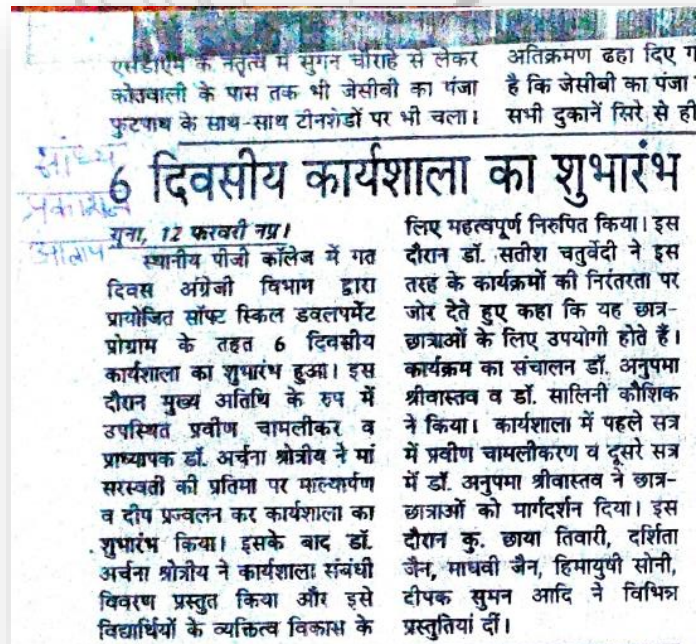 एसडीएम के नेतृत्व में सुगन चौराहे से लेकर
कोतवाली के पास तक भी जेसीबी का पंजा
फुटपाथ के साथ-साथ टीनशेडों पर भी चला।
अतिक्रमण ढहा दिए ग
है कि जेसीबी का पंजा
सभी दुकानें सिरे से ही
सांध्य
प्रकाशन
6 दिवसीय कार्यशाला का शुभारंभ
गुना, 12 फरवरी नप्र।
स्थानीय पीजी कॉलेज में गत
दिवस अंग्रेजी विभाग द्वारा
प्रायोजित सॉफ्ट स्किल डवलपमेंट
प्रोग्राम के तहत 6 दिवसीय
कार्यशाला का शुभारंभ हुआ। इस
दौरान मुख्य अतिथि के रुप में
उपस्थित प्रवीण चामलीकर व
प्राध्यापक डॉ. अर्चना श्रोत्रीय ने मां
सरस्वती की प्रतिमा पर माल्यार्पण
व दीप प्रज्वलन कर कार्यशाला का
शुभारंभ किया। इसके बाद डॉ.
अर्चना श्रोत्रीय ने कार्यशाला संबंधी
विवरण प्रस्तुत किया और इसे
विद्यार्थियों के व्यक्तित्व विकास के
लिए महत्वपूर्ण निरुपित किया। इस
दौरान डॉ. सतीश चतुर्वेदी ने इस
तरह के कार्यक्रमों की निरंतरता पर
जोर देते हुए कहा कि यह छात्र-
छात्राओं के लिए उपयोगी होते है।
कार्यक्रम का संचालन डॉ. अनुपमा
श्रीवास्तव व डॉ. सालिनी कौशिक
ने किया। कार्यशाला में पहले सत्र
में प्रवीण चामलीकरण व दूसरे सत्र
में डॉ. अनुपमा श्रीवास्तव ने छात्र-
छात्राओं को मार्गदर्शन दिया। इस
दौरान कु. छाया तिवारी, दर्शिता
जैन, माधवी जैन, हिमायुषी सोनी,
दीपक सुमन आदि ने विभिन्न
प्रस्तुतियां दीं।